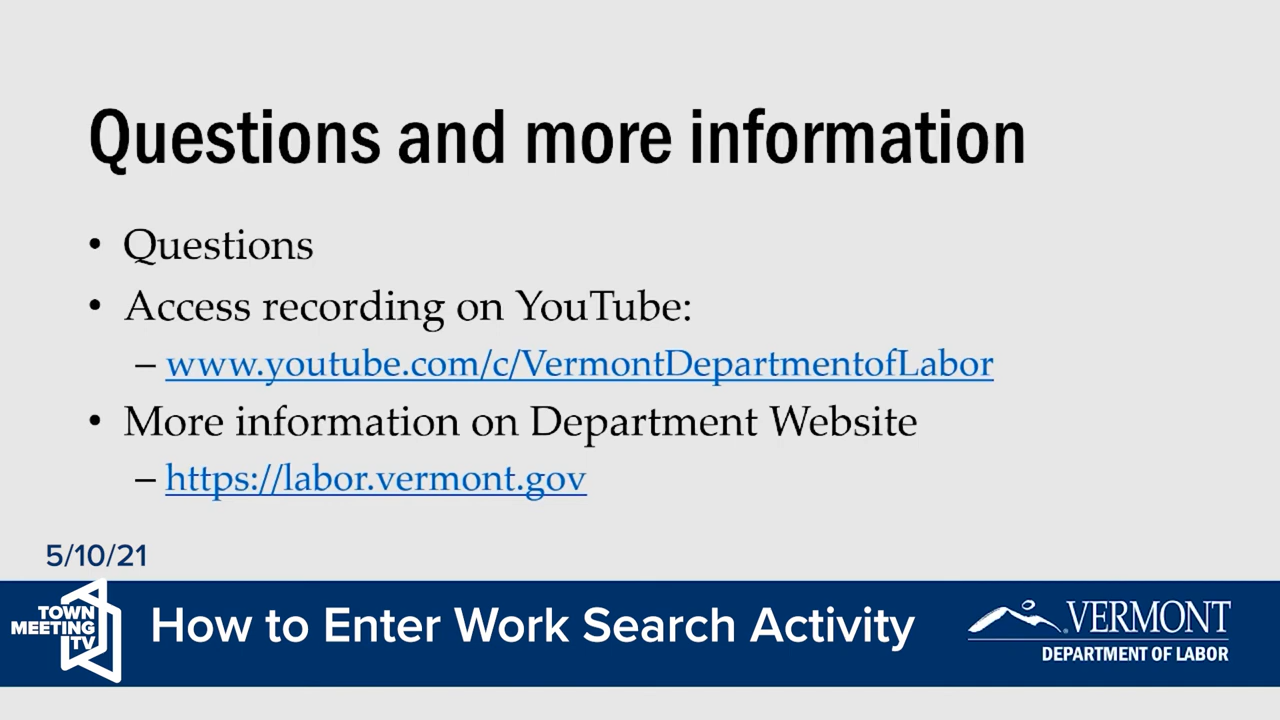 Questions and more information
• Questions
• Access recording on YouTube:
– www.youtube.com/c/VermontDepartmentofLabor
• More information on Department Website
– https://labor.vermont.gov
5/10/21
TOWN
MEETING
TV
How to Enter Work Search Activity
VERMONT
DEPARTMENT OF LABOR